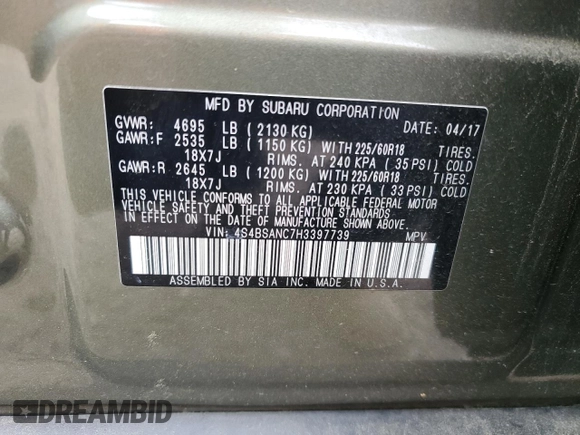 MFD BY SUBARU CORPORATION
GVWR: 4695 LB (2130 KG) DATE: 04/17
GAWR:F 2535 LB (1150 KG) WITH 225/60R18 TIRES.
18X7J RIMS. AT 240 KPA (35 PSI) COLD
GAWR:R 2645 LB (1200 KG) WITH 225/60R18 TIRES.
18X7J RIMS. AT 230 KPA (33 PSI) COLD
THIS VEHICLE CONFORMS TO ALL APPLICABLE FEDERAL MOTOR
VEHICLE SAFETY AND THEFT PREVENTION STANDARDS
IN EFFECT ON THE DATE OF MANUFACTURE SHOWN ABOVE.
VIN: 4S4BSANC7H3397739 MPV
ASSEMBLED BY SIA INC. MADE IN U.S.A.
DREAMBID